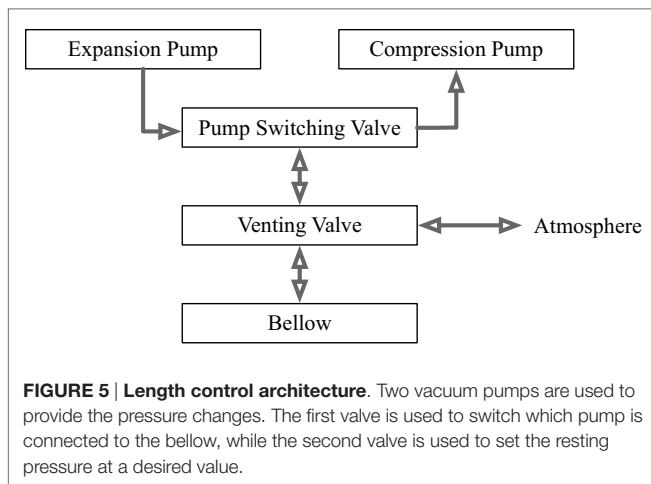 Expansion Pump
Compression Pump
Pump Switching Valve
Venting Valve
Atmosphere
Bellow
FIGURE 5 | Length control architecture. Two vacuum pumps are used to
provide the pressure changes. The first valve is used to switch which pump is
connected to the bellow, while the second valve is used to set the resting
pressure at a desired value.